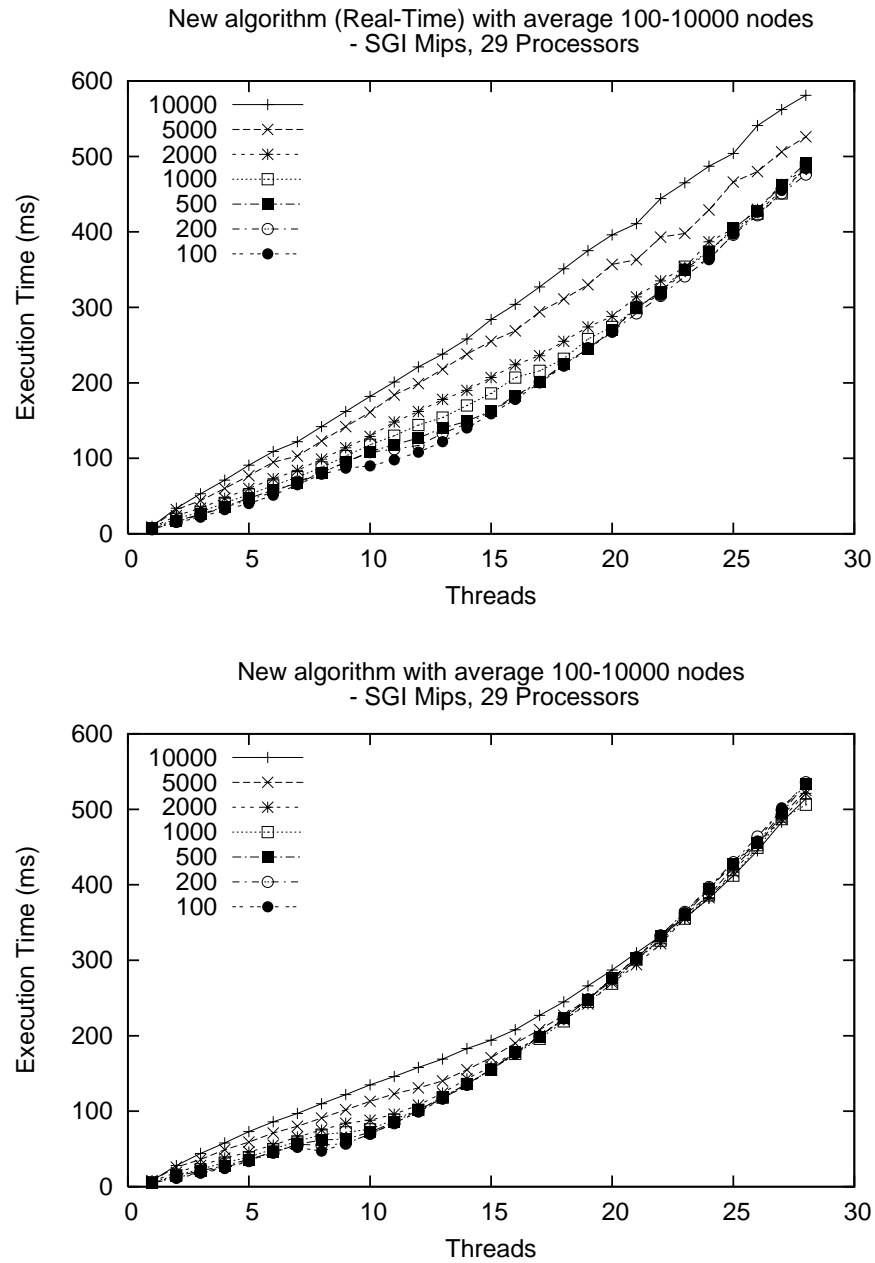 New algorithm (Real-Time) with average 100-10000 nodes
- SGI Mips, 29 Processors
600
500
400
300
200
100
0
Execution Time (ms)
10000
5000
2000
1000
500
200
100
0 5 10 15 20 25 30
Threads
New algorithm with average 100-10000 nodes
- SGI Mips, 29 Processors
600
500
400
300
200
100
0
Execution Time (ms)
10000
5000
2000
1000
500
200
100
0 5 10 15 20 25 30
Threads